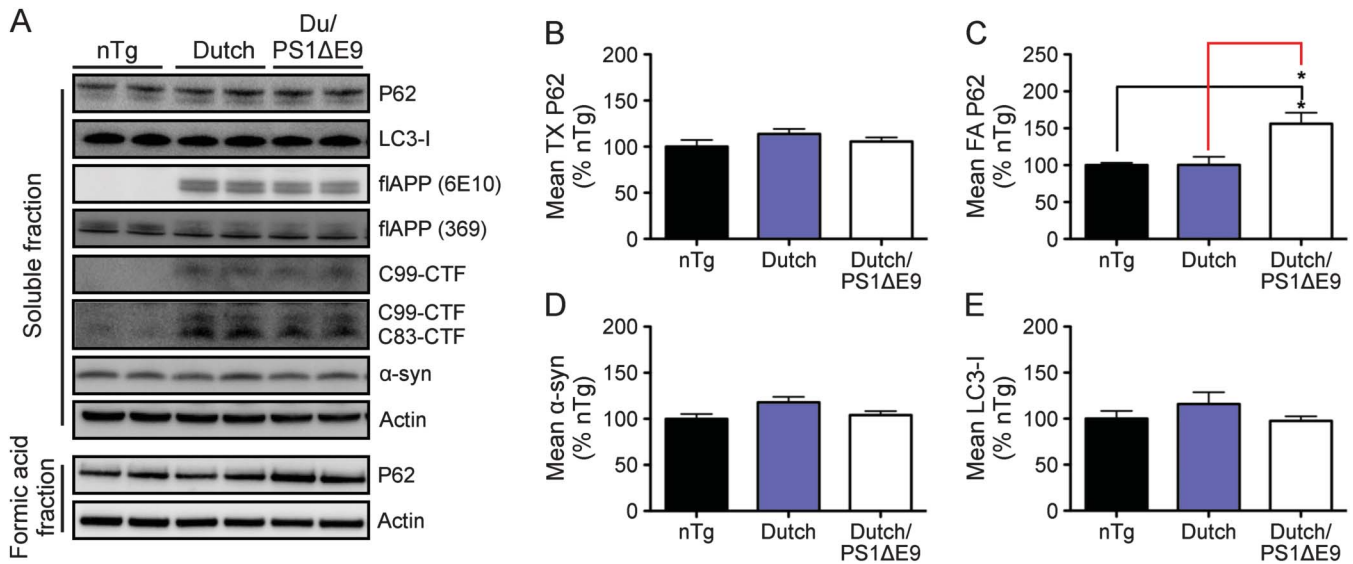 A
nTg
Dutch
Du/
PS1ΔE9
Soluble fraction
P62
LC3-I
flAPP (6E10)
flAPP (369)
C99-CTF
C99-CTF
C83-CTF
α-syn
Actin
Formic acid
fraction
P62
Actin
B
Mean TX P62
(% nTg)
200
150
100
50
0
nTg
Dutch
Dutch/
PS1ΔE9
C
Mean FA P62
(% nTg)
250
200
150
100
50
0
*
*
nTg
Dutch
Dutch/
PS1ΔE9
D
Mean α-syn
(% nTg)
200
150
100
50
0
nTg
Dutch
Dutch/
PS1ΔE9
E
Mean LC3-I
(% nTg)
200
150
100
50
0
nTg
Dutch
Dutch/
PS1ΔE9